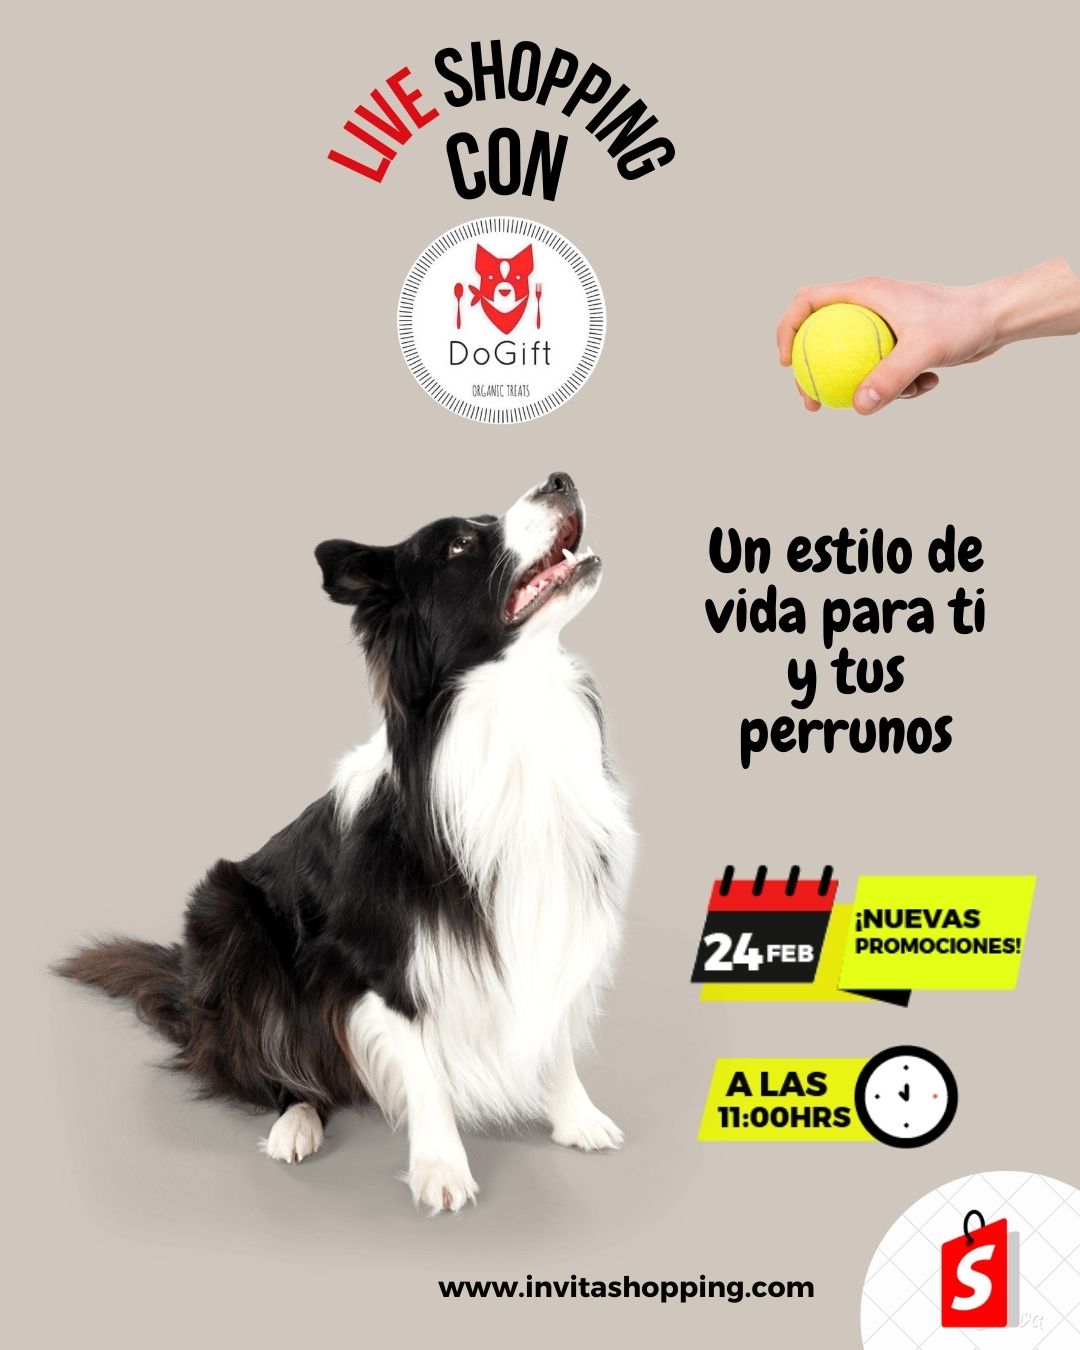 LIVE SHOPPING
CON
DoGift
ORGANIC TREATS
Un estilo de
vida para ti
y tus
perrunos
24 FEB
¡NUEVAS
PROMOCIONES!
A LAS
11:00HRS
S
www.invitashopping.com